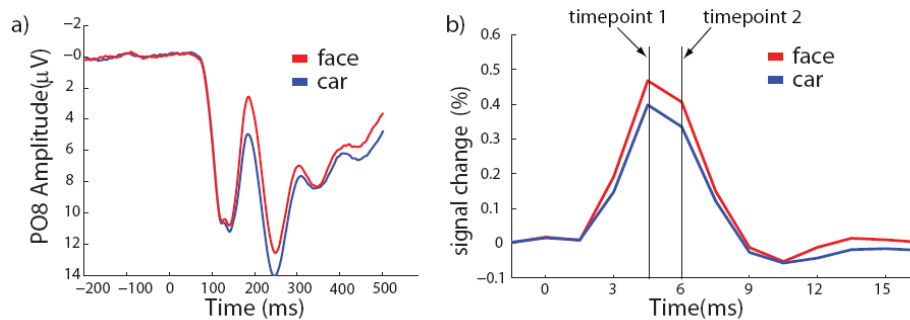 a)
PO8 Amplitude(μ V)
−2
−0
2
4
6
8
10
12
14
face
car
−200 −100 0 100 200 300 400 500
Time (ms)
b)
timepoint 1
timepoint 2
signal change (%)
0.6
0.5
0.4
0.3
0.2
0.1
0
−0.1
face
car
0 3 6 9 12 15
Time(ms)